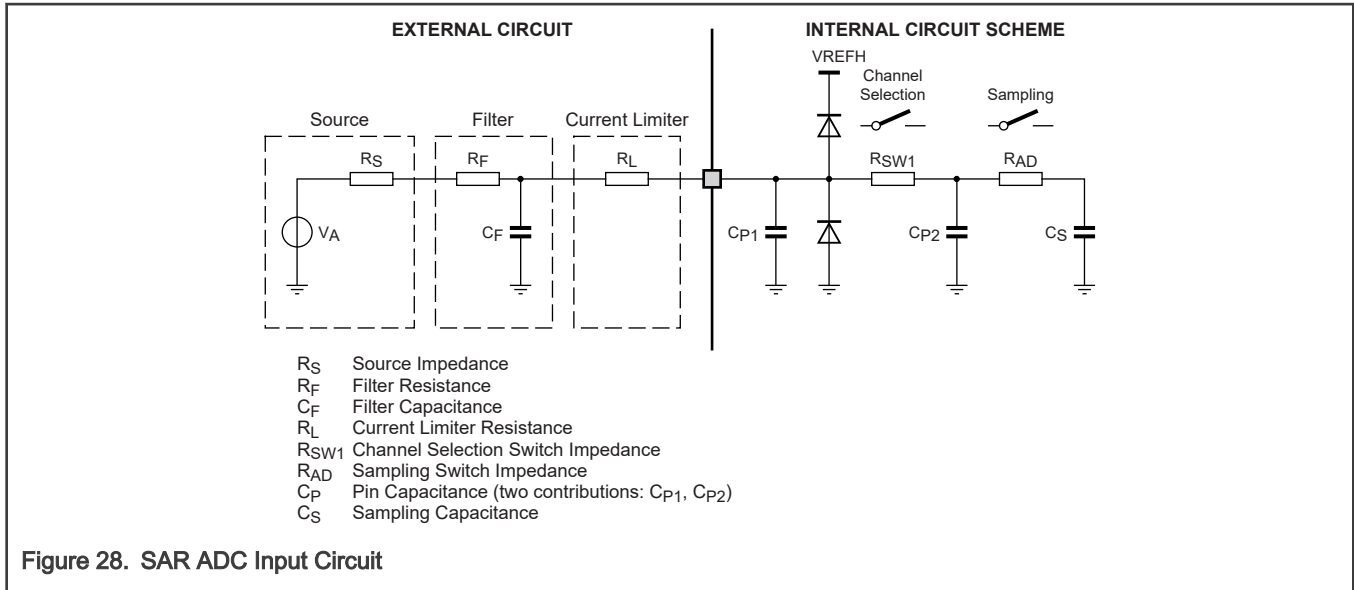 EXTERNAL CIRCUIT
INTERNAL CIRCUIT SCHEME
VREFH
Channel
Selection
Sampling
Source
Filter
Current Limiter
RS
RF
RL
RSW1
RAD
VA
CF
CP1
CP2
CS
RS Source Impedance
RF Filter Resistance
CF Filter Capacitance
RL Current Limiter Resistance
RSW1 Channel Selection Switch Impedance
RAD Sampling Switch Impedance
CP Pin Capacitance (two contributions: CP1, CP2)
CS Sampling Capacitance
Figure 28. SAR ADC Input Circuit